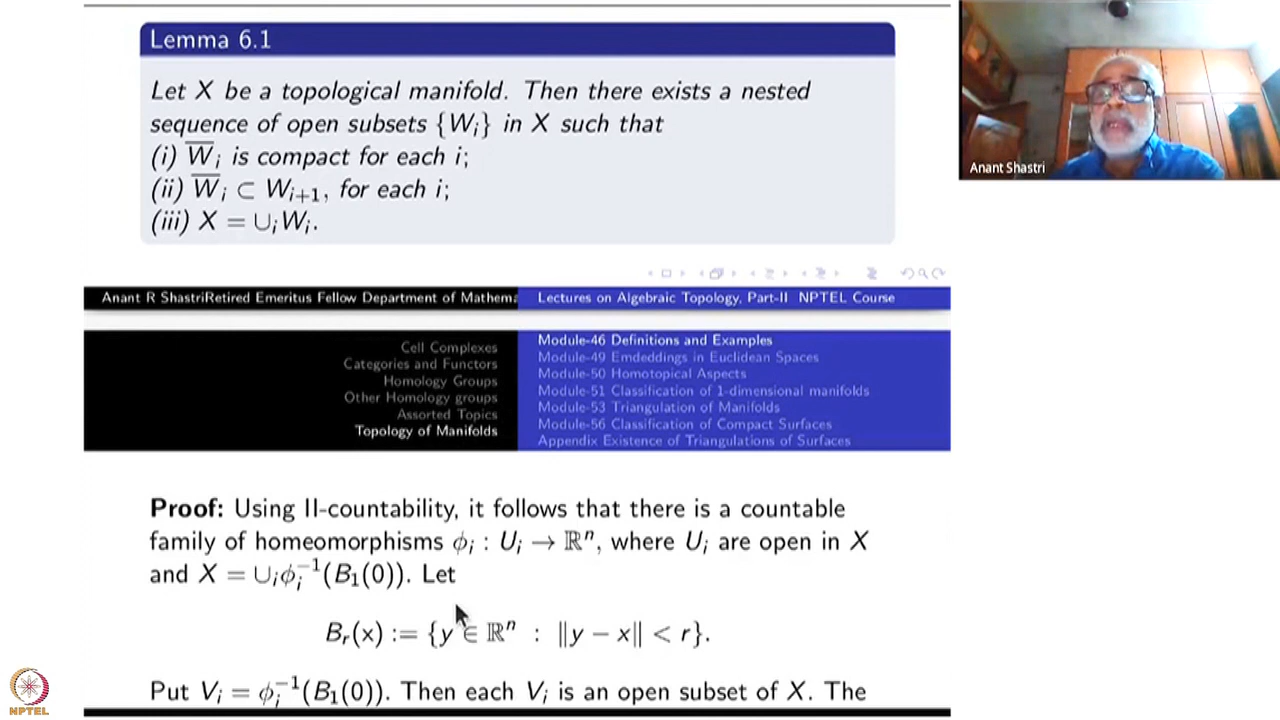 Lemma 6.1
Let X be a topological manifold. Then there exists a nested
sequence of open subsets {W_i} in X such that
(i) \overline{W}_i is compact for each i;
(ii) \overline{W}_i ⊂ W_{i+1}, for each i;
(iii) X = ∪_i W_i.
Anant R ShastriRetired Emeritus Fellow Department of Mathema
Lectures on Algebraic Topology, Part-II NPTEL Course
Cell Complexes
Categories and Functors
Homology Groups
Other Homology groups
Assorted Topics
Topology of Manifolds
Module-46 Definitions and Examples
Module-49 Emdeddings in Euclidean Spaces
Module-50 Homotopical Aspects
Module-51 Classification of 1-dimensional manifolds
Module-53 Triangulation of Manifolds
Module-56 Classification of Compact Surfaces
Appendix Existence of Triangulations of Surfaces
Proof: Using II-countability, it follows that there is a countable
family of homeomorphisms ϕ_i : U_i → ℝ^n, where U_i are open in X
and X = ∪_i ϕ_i^{-1}(B_1(0)). Let
B_r(x) := {y ∈ ℝ^n : ‖y − x‖ < r}.
Put V_i = ϕ_i^{-1}(B_1(0)). Then each V_i is an open subset of X. The
Anant Shastri
NPTEL